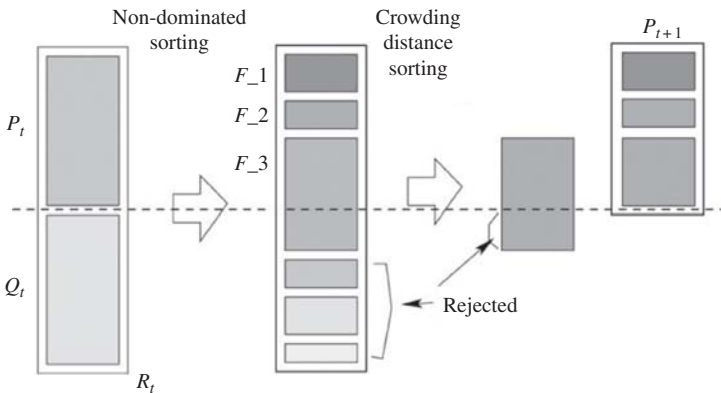 Non-dominated
sorting
Crowding
distance
sorting
P_{t+1}
F_1
F_2
F_3
P_t
Q_t
Rejected
R_t